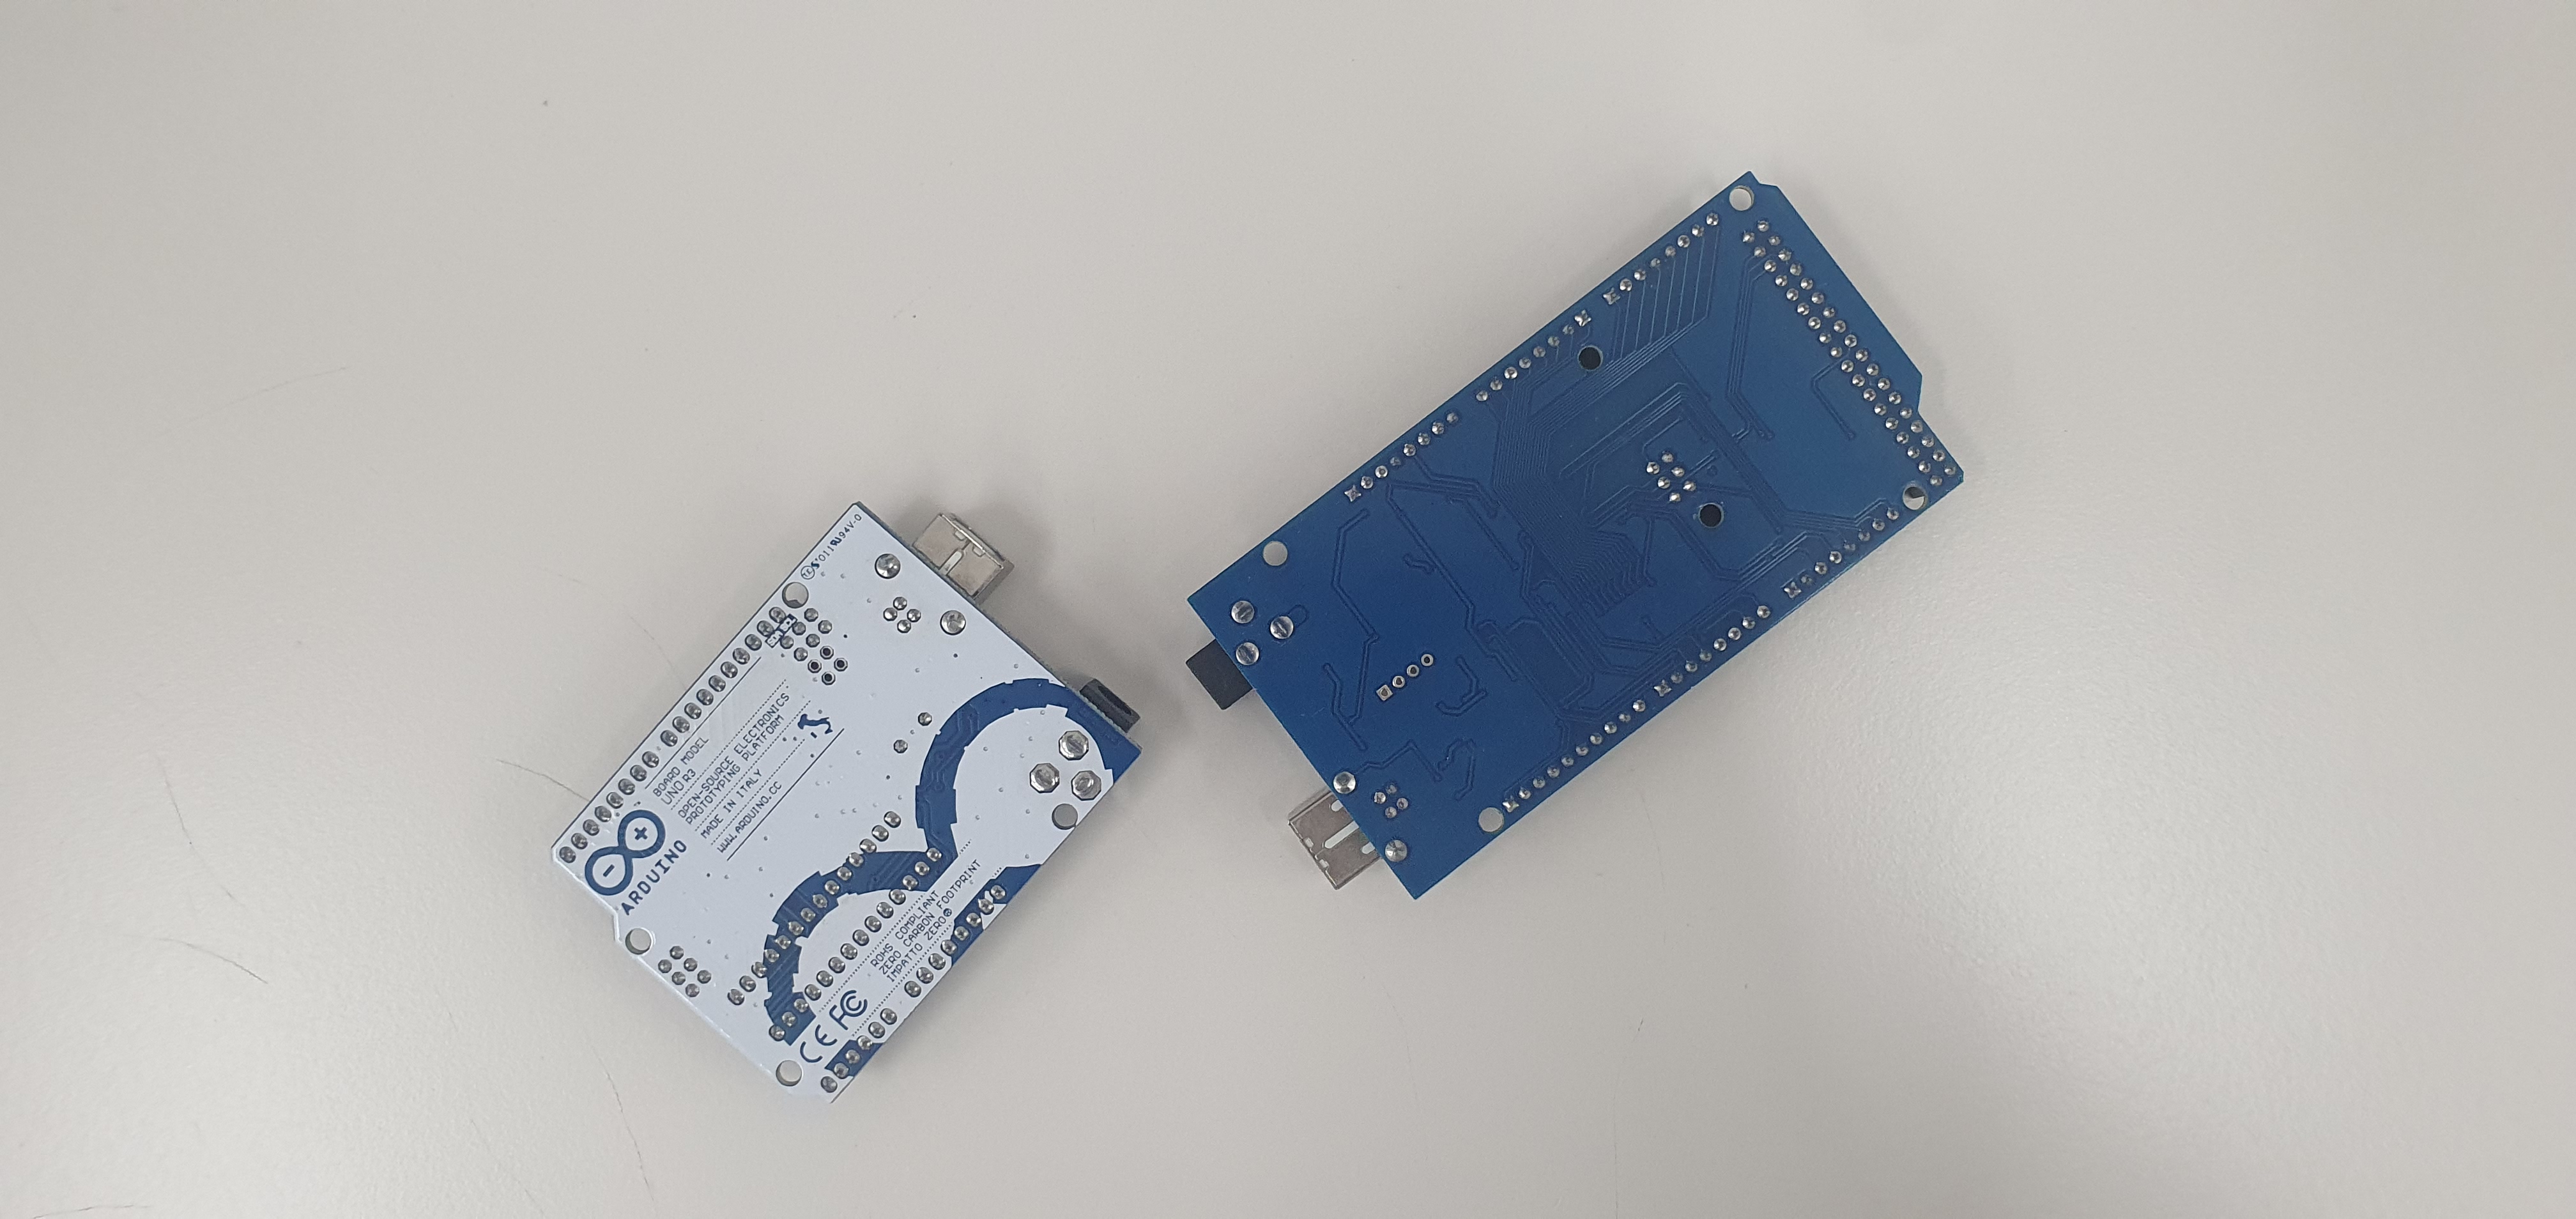 ARDUINO
™
BOARD MODEL
UNO R3
OPEN-SOURCE ELECTRONICS
PROTOTYPING PLATFORM
MADE IN ITALY
WWW.ARDUINO.CC
94V-0
CE FC
ROHS COMPLIANT
ZERO CARBON FOOTPRINT
IMPATTO ZERO